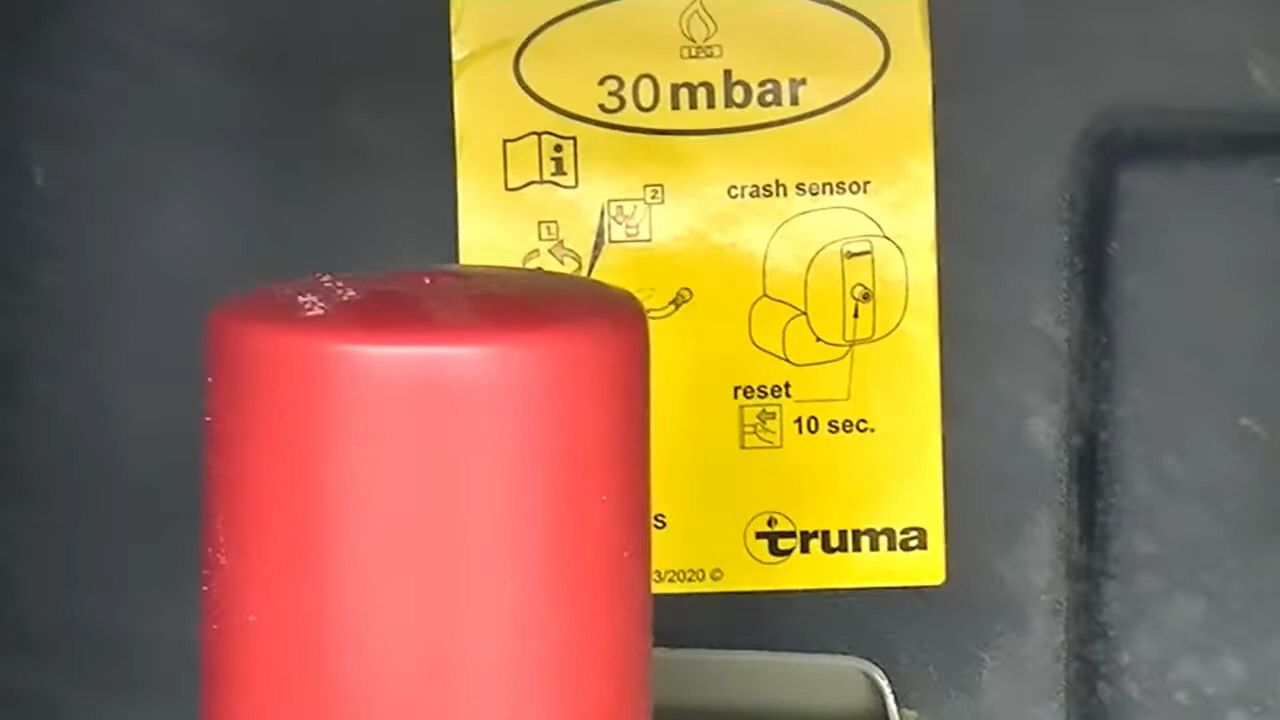 LPG
30mbar
i
crash sensor
2
1
reset
10 sec.
s
truma
3/2020 ©